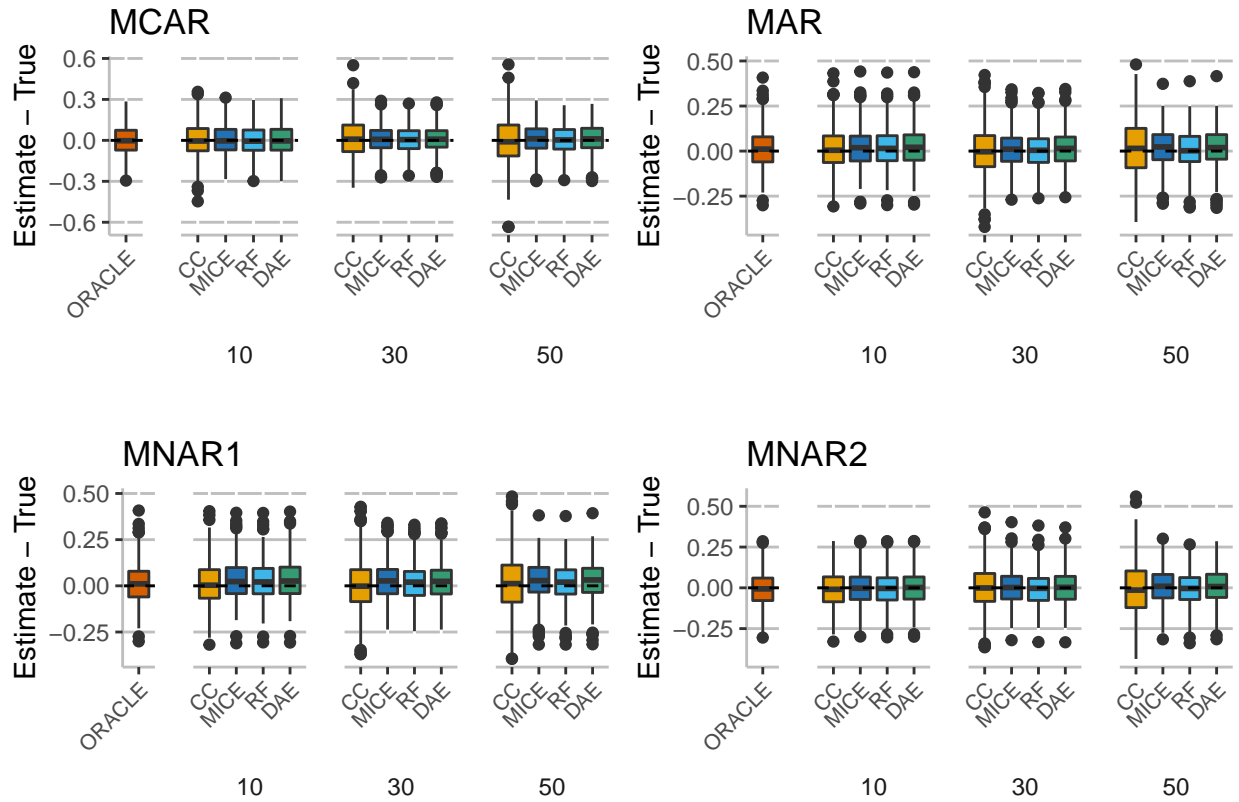 MCAR
Estimate – True
0.6
0.3
0.0
−0.3
−0.6
ORACLE
CC
MICE
RF
DAE
CC
MICE
RF
DAE
CC
MICE
RF
DAE
10
30
50
MAR
0.50
0.25
0.00
−0.25
ORACLE
CC
MICE
RF
DAE
CC
MICE
RF
DAE
CC
MICE
RF
DAE
10
30
50
MNAR1
Estimate – True
0.50
0.25
0.00
−0.25
ORACLE
CC
MICE
RF
DAE
CC
MICE
RF
DAE
CC
MICE
RF
DAE
10
30
50
MNAR2
Estimate – True
0.50
0.25
0.00
−0.25
ORACLE
CC
MICE
RF
DAE
CC
MICE
RF
DAE
CC
MICE
RF
DAE
10
30
50
Estimate – True